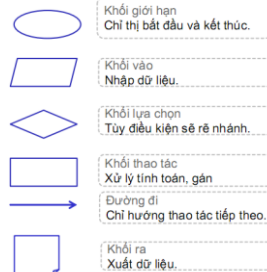 Khối giới hạn
Chỉ thị bắt đầu và kết thúc.
Khối vào
Nhập dữ liệu.
Khối lựa chọn
Tùy điều kiện sẽ rẽ nhánh.
Khối thao tác
Xử lý tính toán, gán
Đường đi
Chỉ hướng thao tác tiếp theo.
Khối ra
Xuất dữ liệu.